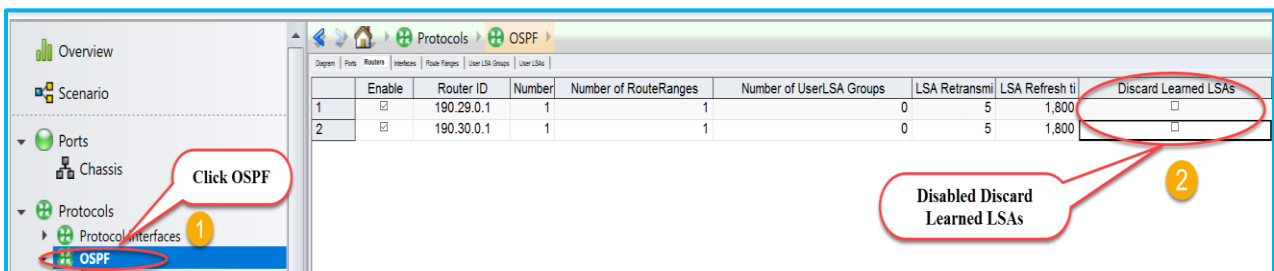 Overview
Scenario
Ports
Chassis
Click OSPF
Protocols
1
Protocol Interfaces
OSPF
Protocols OSPF
Diagram Ports Routers Interfaces Route Ranges User LSA Groups User LSAs
Enable Router ID Number Number of RouteRanges Number of UserLSA Groups LSA Retransmi LSA Refresh ti Discard Learned LSAs
1 190.29.0.1 1 1 0 5 1,800
2 190.30.0.1 1 1 0 5 1,800
2
Disabled Discard
Learned LSAs